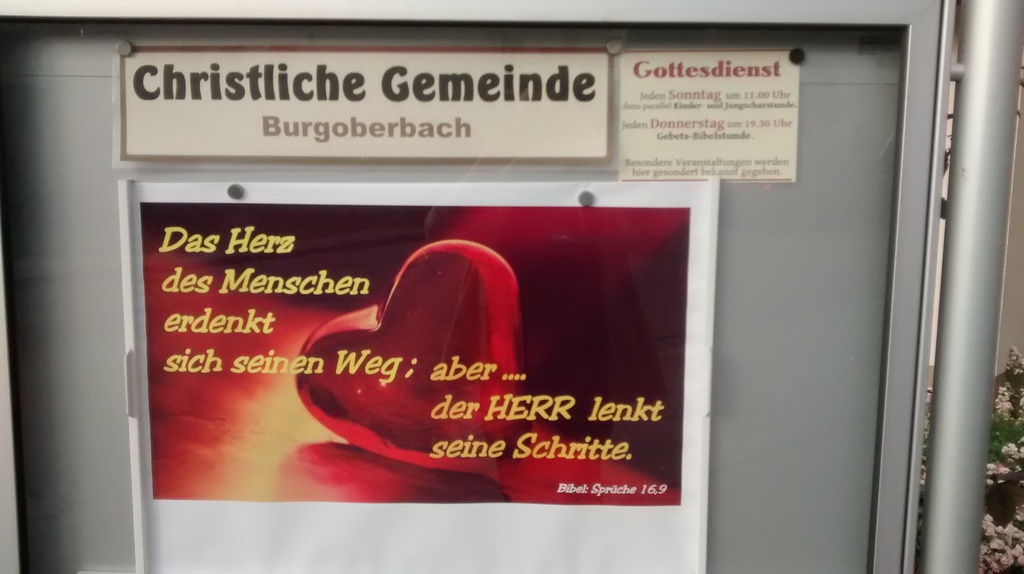 Christliche Gemeinde
Burgoberbach
Gottesdienst
Jeden Sonntag um 11.00 Uhr
dazu parallel Kinder- und Jungscharstunde.
Jeden Donnerstag um 19.30 Uhr
Gebets-Bibelstunde.
Besondere Veranstaltungen werden
hier gesondert bekannt gegeben.
Das Herz
des Menschen
erdenkt
sich seinen Weg; aber ....
der HERR lenkt
seine Schritte.
Bibel: Sprüche 16,9